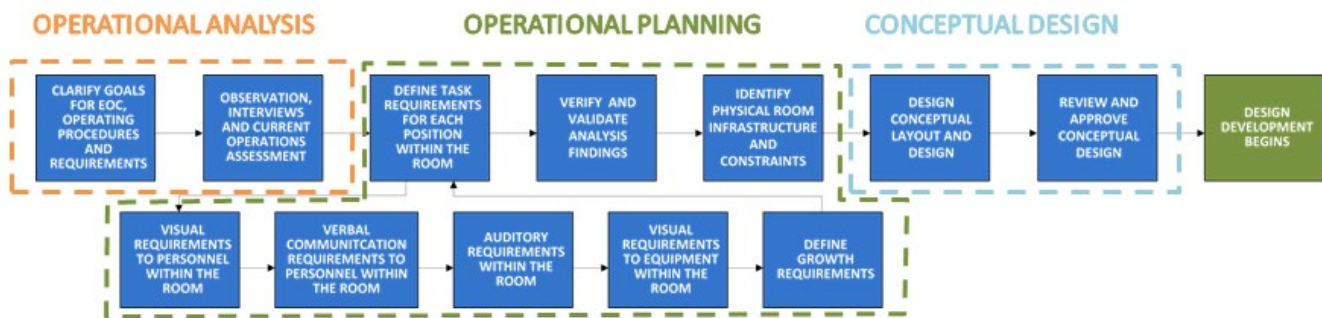 OPERATIONAL ANALYSIS
OPERATIONAL PLANNING
CONCEPTUAL DESIGN
CLARIFY GOALS
FOR EOC,
OPERATING
PROCEDURES
AND
REQUIREMENTS
OBSERVATION,
INTERVIEWS
AND CURRENT
OPERATIONS
ASSESSMENT
DEFINE TASK
REQUIREMENTS
FOR EACH
POSITION
WITHIN THE
ROOM
VERIFY AND
VALIDATE
ANALYSIS
FINDINGS
IDENTIFY
PHYSICAL ROOM
INFRASTRUCTURE
AND
CONSTRAINTS
DESIGN
CONCEPTUAL
LAYOUT AND
DESIGN
REVIEW AND
APPROVE
CONCEPTUAL
DESIGN
DESIGN
DEVELOPMENT
BEGINS
VISUAL
REQUIREMENTS
TO PERSONNEL
WITHIN THE
ROOM
VERBAL
COMMUNITCATION
REQUIREMENTS TO
PERSONNEL WITHIN
THE ROOM
AUDITORY
REQUIREMENTS
WITHIN THE
ROOM
VISUAL
REQUIREMENTS
TO EQUIPMENT
WITHIN THE
ROOM
DEFINE
GROWTH
REQUIREMENTS